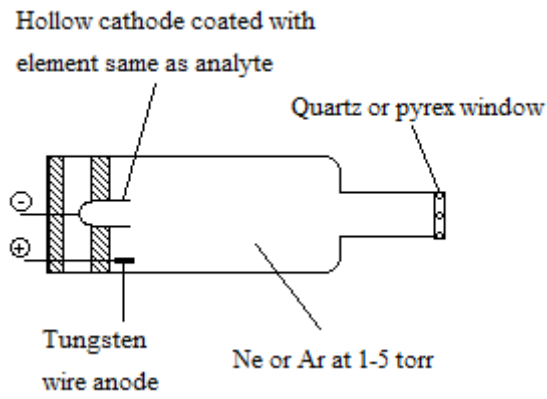 Hollow cathode coated with
element same as analyte
Quartz or pyrex window
-
+
Tungsten
wire anode
Ne or Ar at 1-5 torr